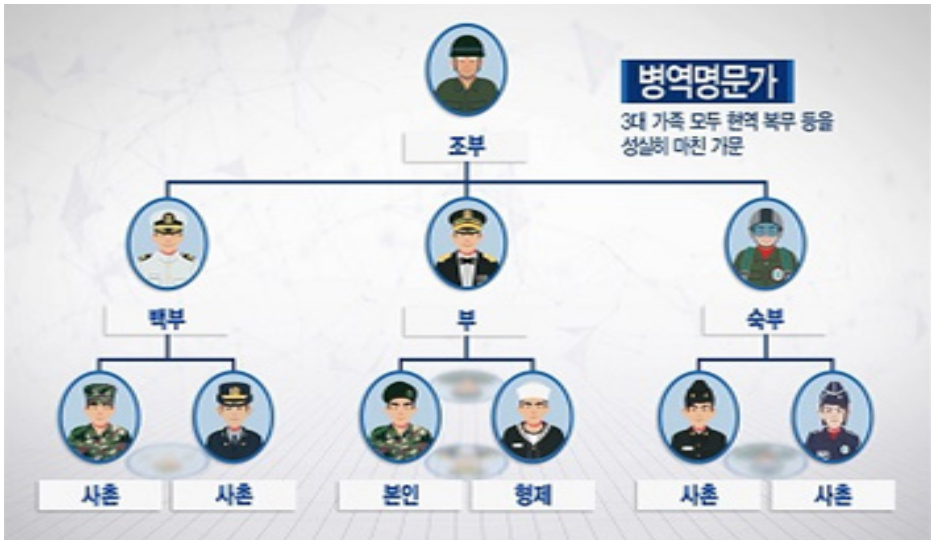 병역명문가
3대 가족 모두 현역 복무 등을
성실히 마친 가문
조부
백부
부
숙부
사촌
사촌
본인
형제
사촌
사촌